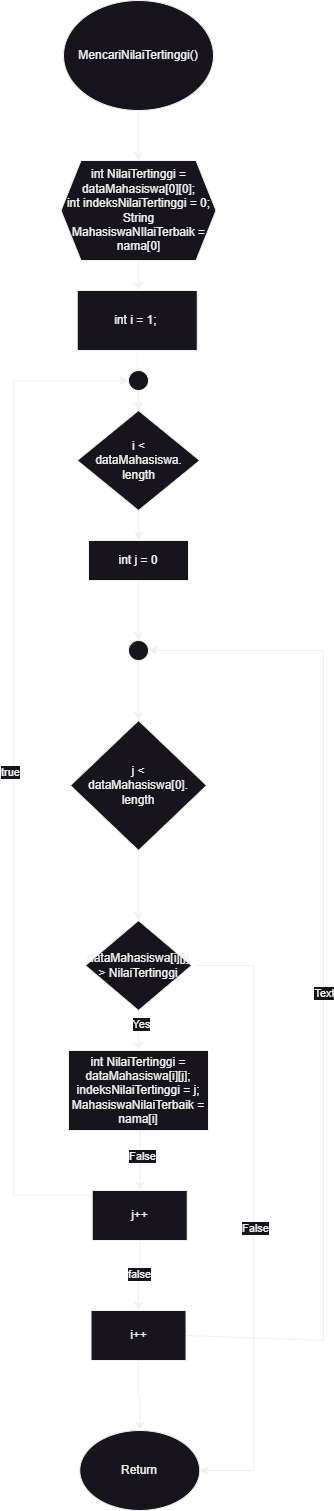 MencariNilaiTertinggi()
int NilaiTertinggi =
dataMahasiswa[0][0];
int indeksNilaiTertinggi = 0;
String
MahasiswaNIlaiTerbaik =
nama[0]
int i = 1;
i <
dataMahasiswa.
length
int j = 0
j <
dataMahasiswa[0].
length
true
dataMahasiswa[i][j]
> NilaiTertinggi
Text
Yes
int NilaiTertinggi =
dataMahasiswa[i][j];
indeksNilaiTertinggi = j;
MahasiswaNilaiTerbaik =
nama[i]
False
j++
False
false
i++
Return